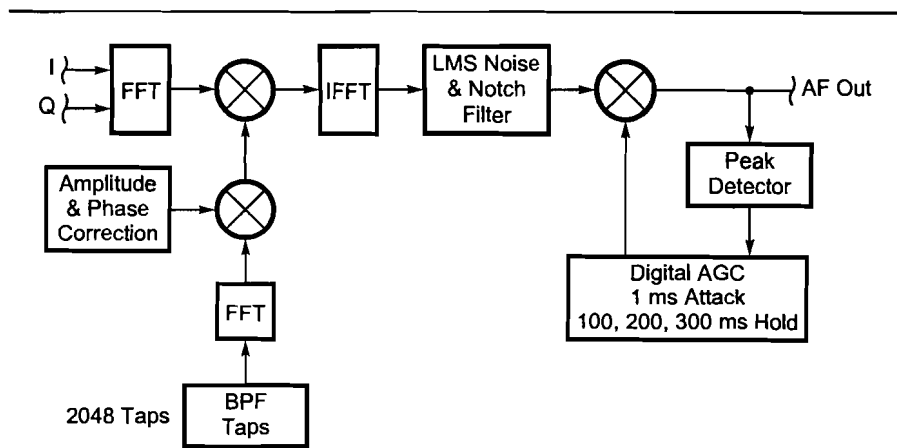 I
Q
FFT
IFFT
LMS Noise
& Notch
Filter
AF Out
Amplitude
& Phase
Correction
Peak
Detector
FFT
Digital AGC
1 ms Attack
100, 200, 300 ms Hold
2048 Taps
BPF
Taps